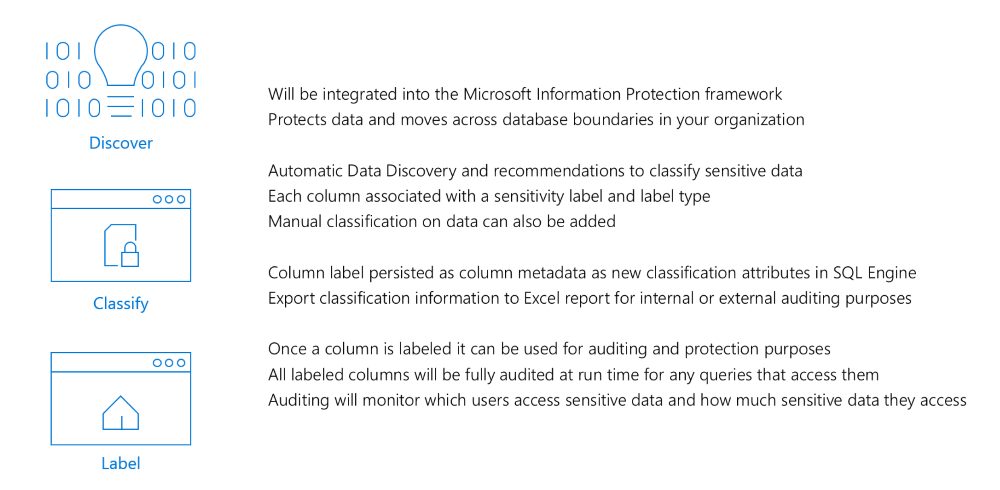 101 010
010 0101
1010 1010
Discover
Classify
Label
Will be integrated into the Microsoft Information Protection framework
Protects data and moves across database boundaries in your organization
Automatic Data Discovery and recommendations to classify sensitive data
Each column associated with a sensitivity label and label type
Manual classification on data can also be added
Column label persisted as column metadata as new classification attributes in SQL Engine
Export classification information to Excel report for internal or external auditing purposes
Once a column is labeled it can be used for auditing and protection purposes
All labeled columns will be fully audited at run time for any queries that access them
Auditing will monitor which users access sensitive data and how much sensitive data they access